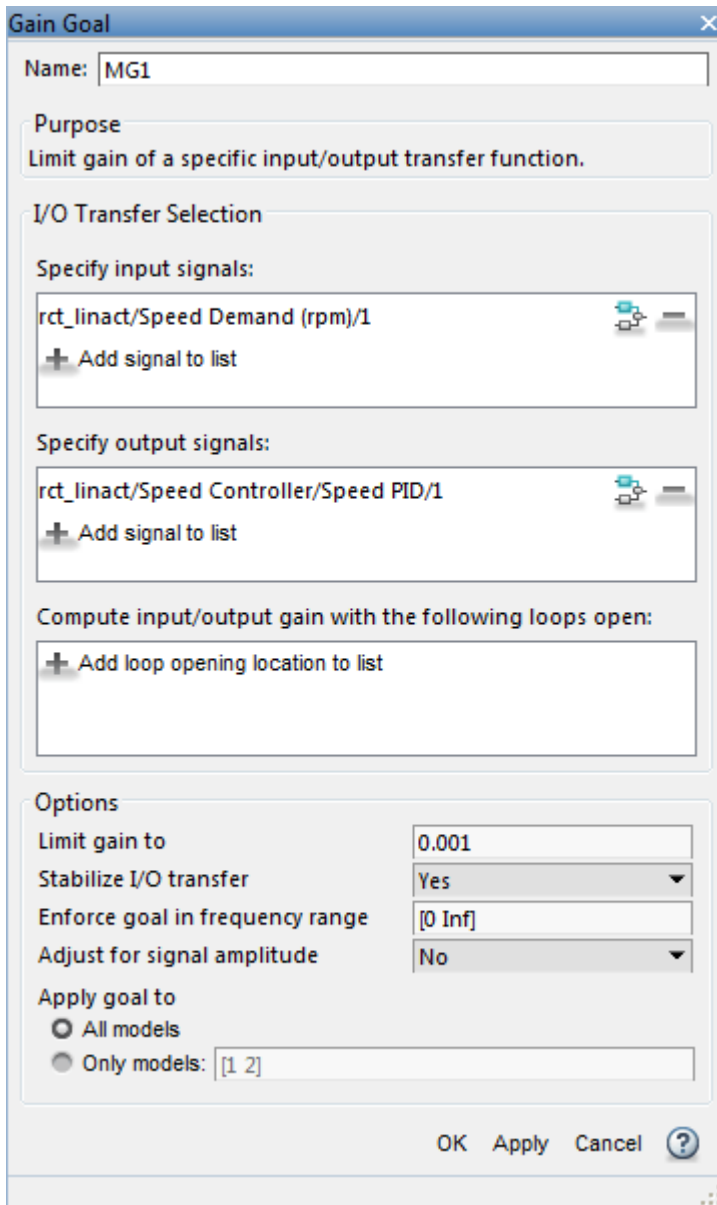 Gain Goal
Name: MG1
Purpose
Limit gain of a specific input/output transfer function.
I/O Transfer Selection
Specify input signals:
rct_linact/Speed Demand (rpm)/1
Add signal to list
Specify output signals:
rct_linact/Speed Controller/Speed PID/1
Add signal to list
Compute input/output gain with the following loops open:
Add loop opening location to list
Options
Limit gain to 0.001
Stabilize I/O transfer Yes
Enforce goal in frequency range [0 Inf]
Adjust for signal amplitude No
Apply goal to
All models
Only models: [1 2]
OK Apply Cancel ?